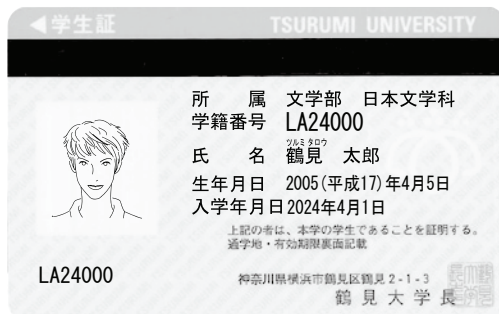 ◀学生証 TSURUMI UNIVERSITY
所 属 文学部 日本文学科
学籍番号 LA24000
ツルミ タロウ
氏 名 鶴見 太郎
生年月日 2005(平成17)年4月5日
入学年月日 2024年4月1日
上記の者は、本学の学生であることを証明する。
通学地・有効期限裏面記載
LA24000
神奈川県横浜市鶴見区鶴見2-1-3
鶴見大学長